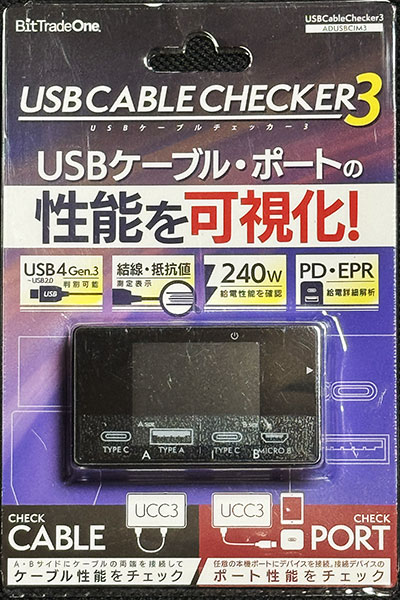 BitTradeOne
USBCableChecker3
ADUSBCIM3
USB CABLE CHECKER3
USBケーブルチェッカー3
USBケーブル・ポートの
性能を可視化!
USB4Gen.3
~USB2.0
判別可能
USB
結線・抵抗値
測定表示
240W
給電性能を確認
PD・EPR
給電詳細解析
A SIDE
B SIDE
TYPE C
TYPE A
TYPE C
MICRO B
A
B
CHECK
CABLE
UCC3
UCC3
CHECK
PORT
A・Bサイドにケーブルの両端を接続して
ケーブル性能をチェック
任意の本機ポートにデバイスを接続。接続デバイスの
ポート性能をチェック